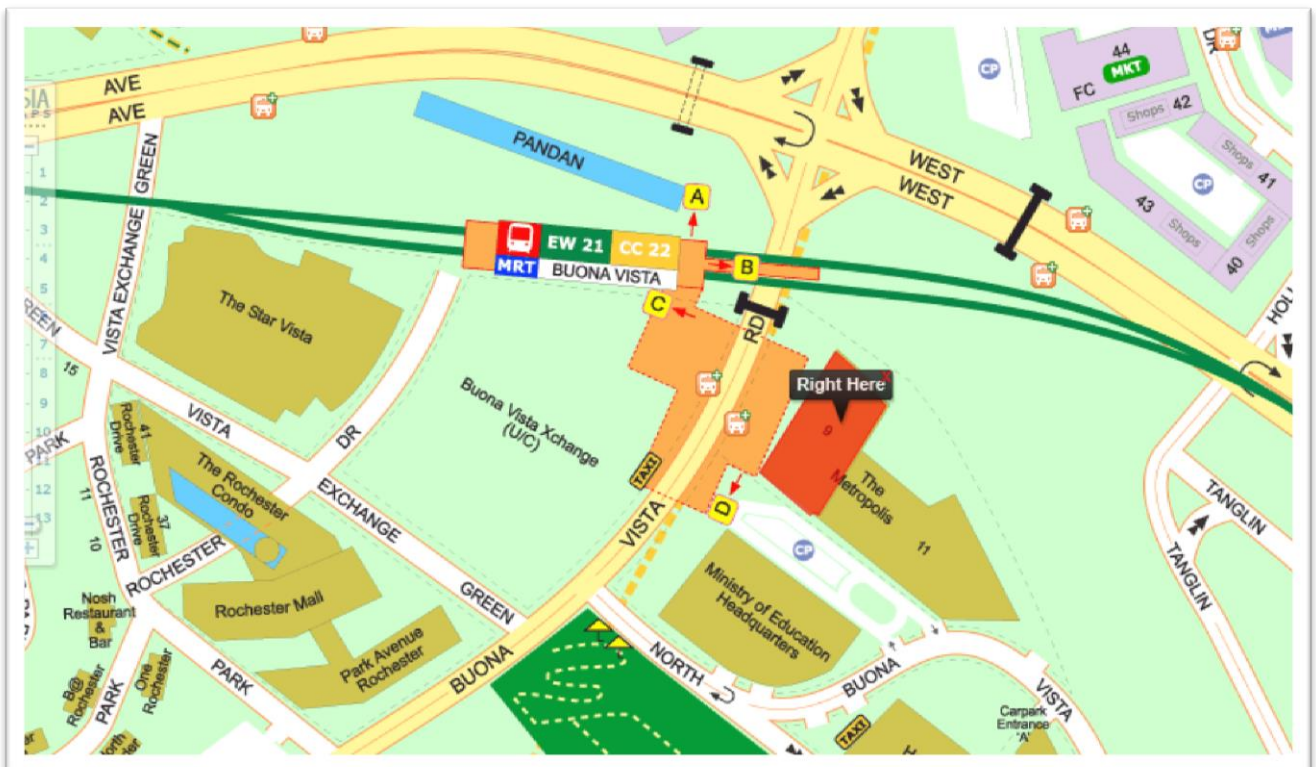 AVE
AVE
PANDAN
A
EW 21
CC 22
MRT
BUONA VISTA
B
C
D
WEST
WEST
CP
44
FC
MKT
Shops 42
Shops
41
CP
43
Shops
Shops
40
DR
1
2
3
4
5
7
8
9
10
11
12
13
VISTA EXCHANGE GREEN
The Star Vista
15
VISTA
EXCHANGE
GREEN
DR
RD
Right Here
9
The
Metropolis
11
Buona Vista Xchange
(U/C)
TAXI
VISTA
BUONA
CP
Ministry of Education
Headquarters
41
Rochester
Drive
37
Rochester
Drive
The Rochester
Condo
PARK
ROCHESTER
11
10
ROCHESTER
Rochester Mall
Park Avenue
Rochester
PARK
PARK
Nosh
Restaurant
&
Bar
B@
Rochester
One
Rochester
NORTH
BUONA
VISTA
TAXI
Carpark
Entrance
'A'
TANGLIN
TANGLIN